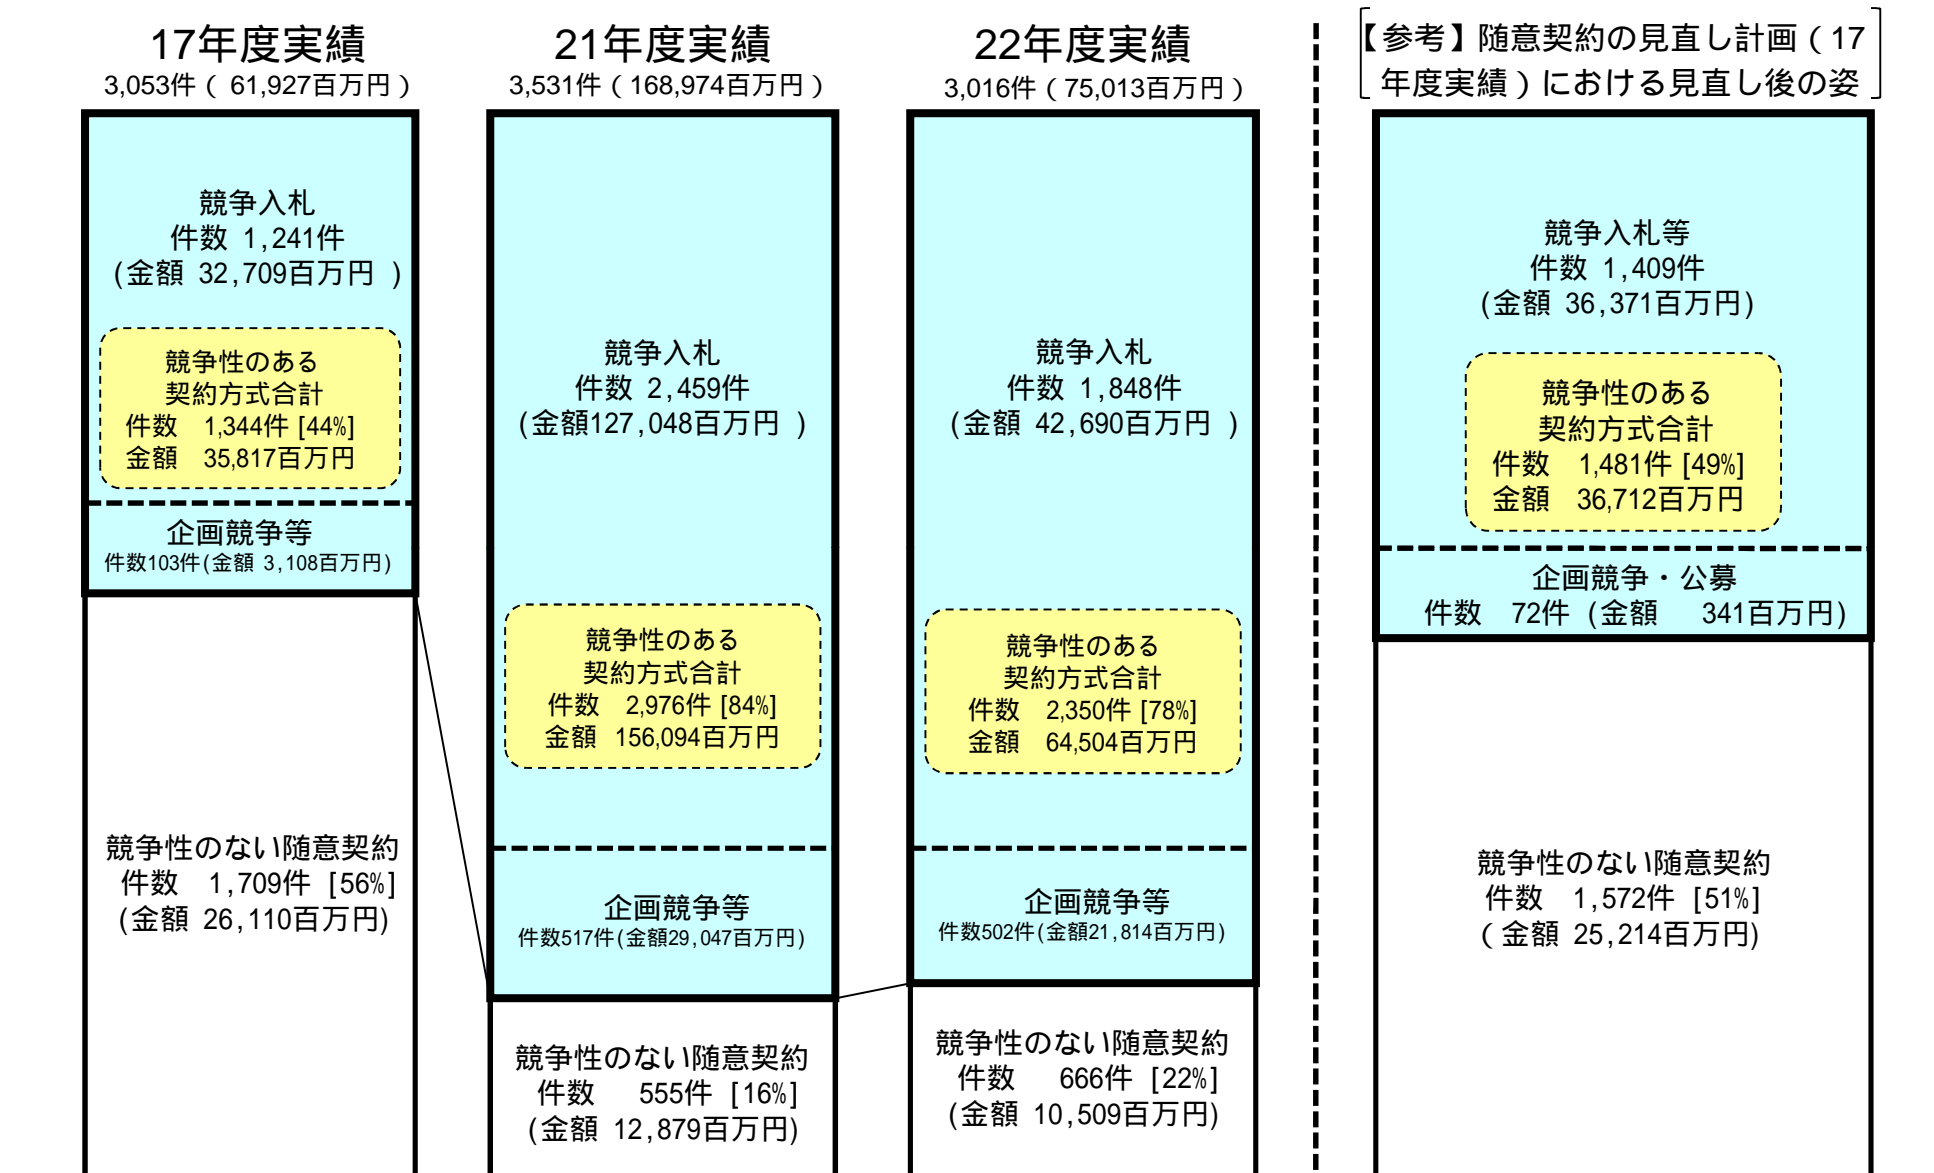 17年度実績
3,053件（ 61,927百万円）
競争入札
件数 1,241件
(金額 32,709百万円 )
競争性のある
契約方式合計
件数　1,344件 [44%]
金額　35,817百万円
企画競争等
件数103件(金額 3,108百万円)
競争性のない随意契約
件数　1,709件 [56%]
(金額 26,110百万円)
21年度実績
3,531件（168,974百万円）
競争入札
件数 2,459件
(金額127,048百万円 )
競争性のある
契約方式合計
件数　2,976件 [84%]
金額 156,094百万円
企画競争等
件数517件(金額29,047百万円)
競争性のない随意契約
件数　 555件 [16%]
(金額 12,879百万円)
22年度実績
3,016件（75,013百万円）
競争入札
件数 1,848件
(金額 42,690百万円 )
競争性のある
契約方式合計
件数　2,350件 [78%]
金額　64,504百万円
企画競争等
件数502件(金額21,814百万円)
競争性のない随意契約
件数　 666件 [22%]
(金額 10,509百万円)
【参考】随意契約の見直し計画（17
年度実績）における見直し後の姿
競争入札等
件数 1,409件
(金額 36,371百万円)
競争性のある
契約方式合計
件数　1,481件 [49%]
金額　36,712百万円
企画競争・公募
件数　72件 (金額　 341百万円)
競争性のない随意契約
件数　1,572件 [51%]
（金額 25,214百万円)